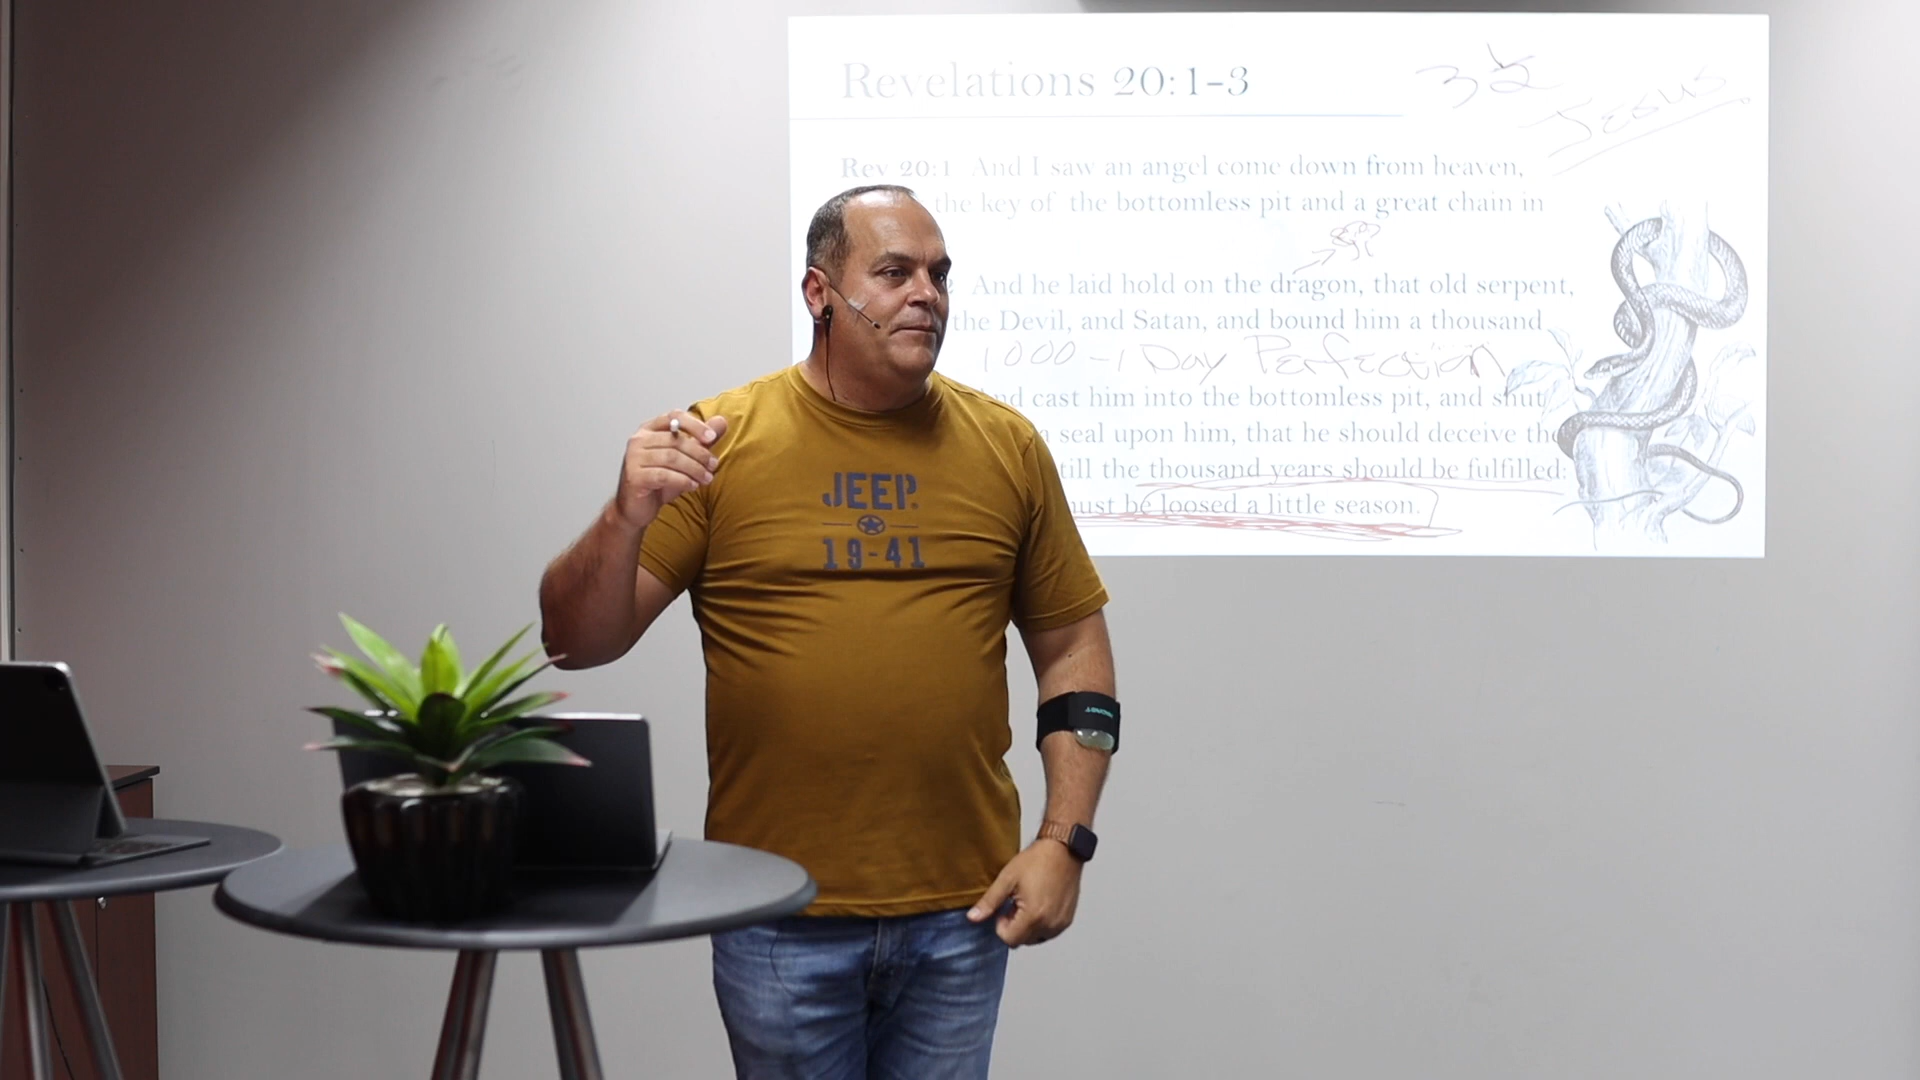 Revelations 20:1-3
3 1/2
Jesus
Rev 20:1 And I saw an angel come down from heaven,
the key of the bottomless pit and a great chain in
And he laid hold on the dragon, that old serpent,
the Devil, and Satan, and bound him a thousand
1000 - 1 Day Perfection
and cast him into the bottomless pit, and shut
a seal upon him, that he should deceive the
till the thousand years should be fulfilled:
must be loosed a little season.
JEEP.
19-41